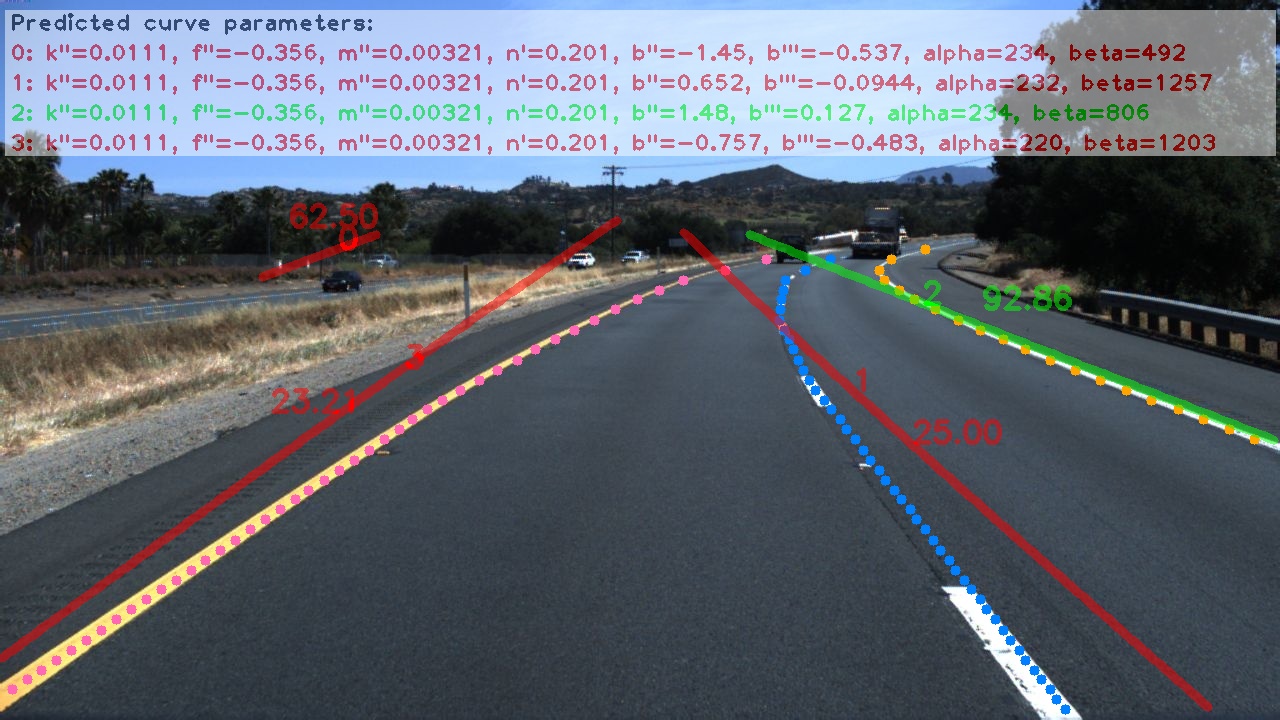 Predicted curve parameters:
0: k''=0.0111, f''=−0.356, m''=0.00321, n'=0.201, b''=−1.45, b'''=−0.537, alpha=234, beta=492
1: k''=0.0111, f''=−0.356, m''=0.00321, n'=0.201, b''=0.652, b'''=−0.0944, alpha=232, beta=1257
2: k''=0.0111, f''=−0.356, m''=0.00321, n'=0.201, b''=1.48, b'''=0.127, alpha=234, beta=806
3: k''=0.0111, f''=−0.356, m''=0.00321, n'=0.201, b''=−0.757, b'''=−0.483, alpha=220, beta=1203
62.50
0
2 92.86
3
1
23.21
25.00